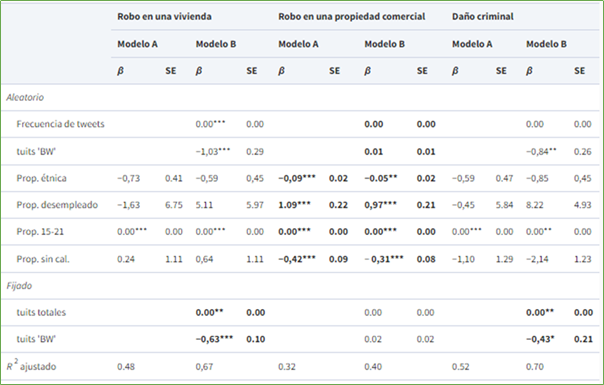 Robo en una vivienda Robo en una propiedad comercial Daño criminal
Modelo A Modelo B Modelo A Modelo B Modelo A Modelo B
β SE β SE β SE β SE β SE β SE
Aleatorio
Frecuencia de tweets 0.00*** 0.00 0.00 0.00 0.00 0.00
tuits 'BW' −1,03*** 0.29 0.01 0.01 −0,84** 0.26
Prop. étnica −0,73 0.41 −0,59 0,45 −0,09*** 0.02 −0.05** 0.02 −0,59 0.47 −0,85 0,45
Prop. desempleado −1,63 6.75 5.11 5.97 1.09*** 0.22 0,97*** 0.21 −0,45 5.84 8.22 4.93
Prop. 15-21 0.00*** 0.00 0.00*** 0.00 0.00*** 0.00 0.00*** 0.00 0.00*** 0.00 0.00** 0.00
Prop. sin cal. 0.24 1.11 0,64 1.11 −0,42*** 0.09 − 0,31*** 0.08 −1,10 1.29 −2,14 1.23
Fijado
tuits totales 0.00** 0.00 0.00 0.00 0.00** 0.00
tuits 'BW' −0,63*** 0.10 0.02 0.02 −0.43* 0.21
R² ajustado 0.48 0,67 0.32 0.40 0.52 0.70